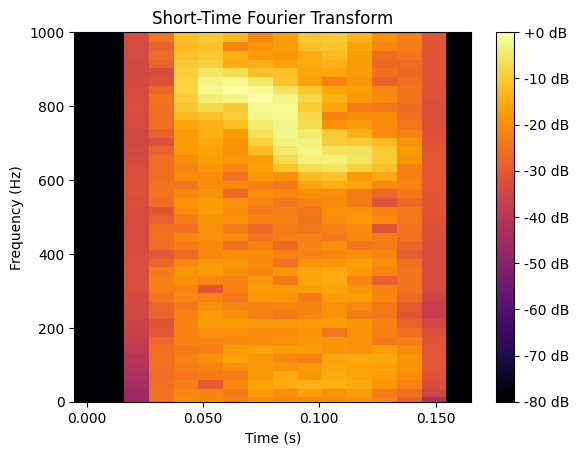 Short-Time Fourier Transform
1000
800
600
400
200
0
Frequency (Hz)
0.000
0.050
0.100
0.150
Time (s)
+0 dB
-10 dB
-20 dB
-30 dB
-40 dB
-50 dB
-60 dB
-70 dB
-80 dB